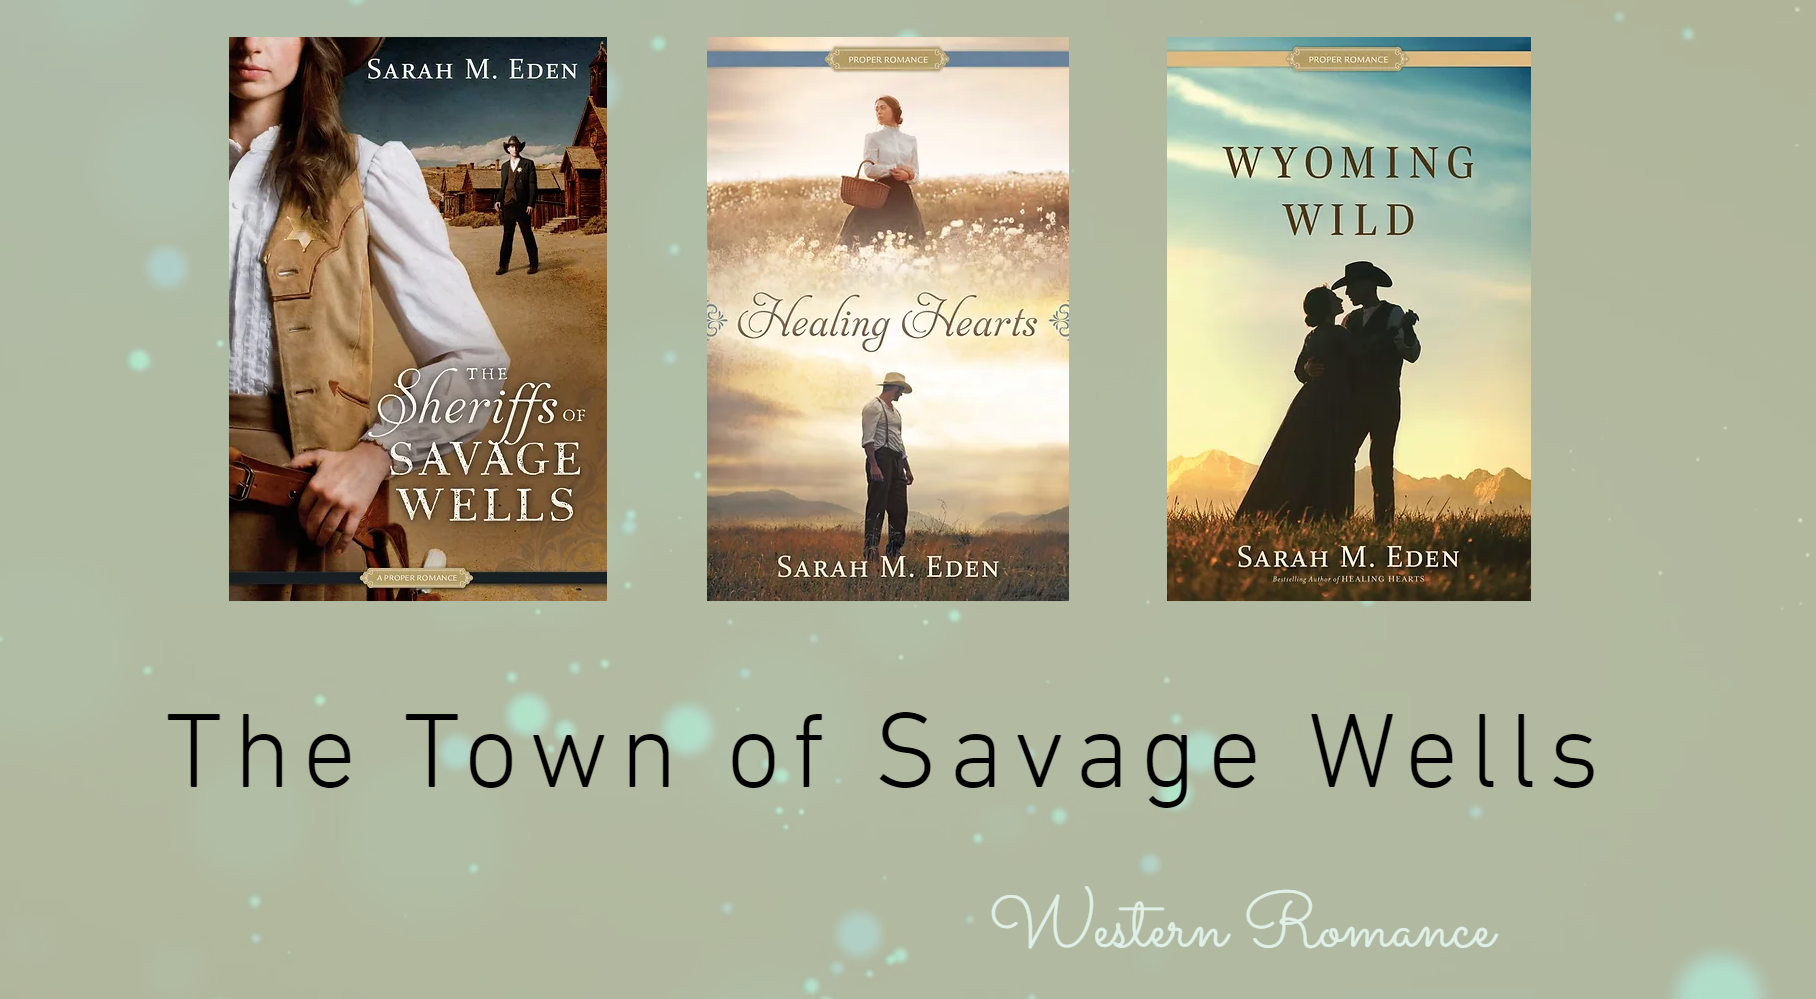 SARAH M. EDEN
THE
Sheriffs OF
SAVAGE
WELLS
A PROPER ROMANCE
PROPER ROMANCE
Healing Hearts
SARAH M. EDEN
PROPER ROMANCE
WYOMING
WILD
SARAH M. EDEN
Bestselling Author of HEALING HEARTS
The Town of Savage Wells
Western Romance